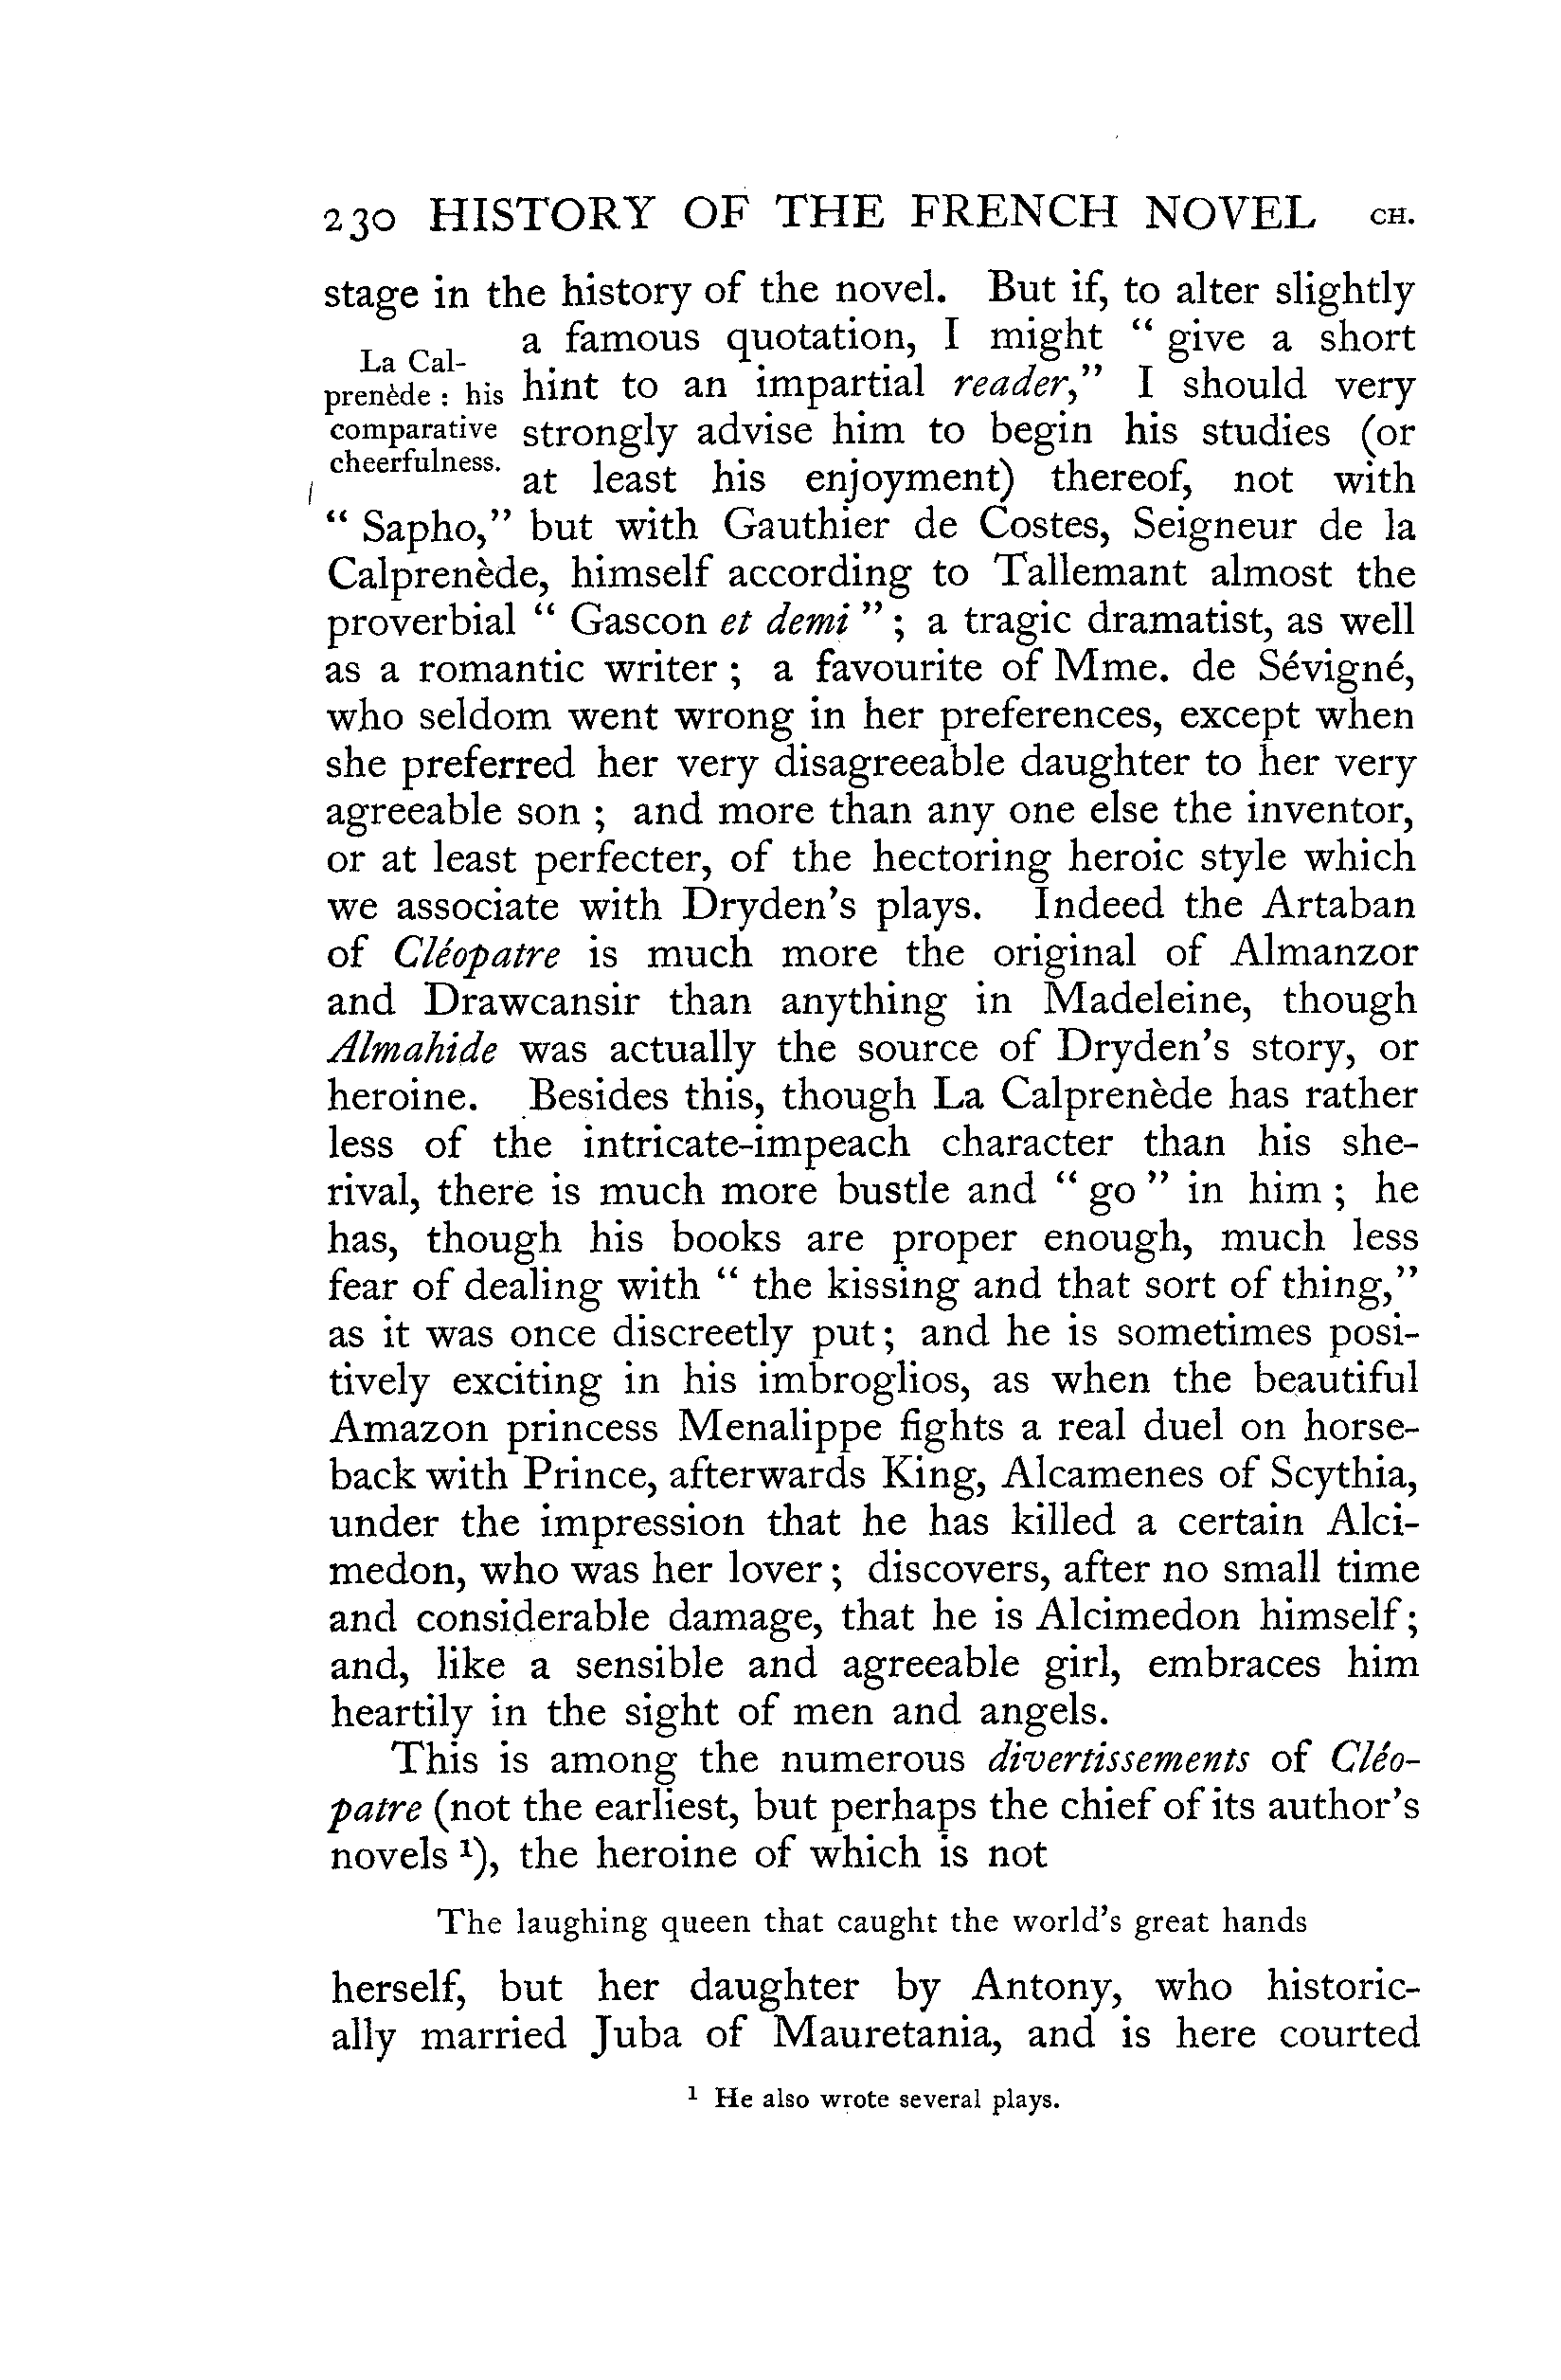 230 HISTORY OF THE FRENCH NOVEL CH.
stage in the history of the novel. But if, to alter slightly
La Cal-
prenède : his
comparative
cheerfulness.
a famous quotation, I might “ give a short
hint to an impartial reader,” I should very
strongly advise him to begin his studies (or
at least his enjoyment) thereof, not with
“ Sapho,” but with Gauthier de Costes, Seigneur de la
Calprenède, himself according to Tallemant almost the
proverbial “ Gascon et demi ” ; a tragic dramatist, as well
as a romantic writer ; a favourite of Mme. de Sévigné,
who seldom went wrong in her preferences, except when
she preferred her very disagreeable daughter to her very
agreeable son ; and more than any one else the inventor,
or at least perfecter, of the hectoring heroic style which
we associate with Dryden’s plays. Indeed the Artaban
of Cléopatre is much more the original of Almanzor
and Drawcansir than anything in Madeleine, though
Almahide was actually the source of Dryden’s story, or
heroine. Besides this, though La Calprenède has rather
less of the intricate-impeach character than his she-
rival, there is much more bustle and “ go ” in him ; he
has, though his books are proper enough, much less
fear of dealing with “ the kissing and that sort of thing,”
as it was once discreetly put ; and he is sometimes posi-
tively exciting in his imbroglios, as when the beautiful
Amazon princess Menalippe fights a real duel on horse-
back with Prince, afterwards King, Alcamenes of Scythia,
under the impression that he has killed a certain Alci-
medon, who was her lover ; discovers, after no small time
and considerable damage, that he is Alcimedon himself ;
and, like a sensible and agreeable girl, embraces him
heartily in the sight of men and angels.
This is among the numerous divertissements of Cléo-
patre (not the earliest, but perhaps the chief of its author’s
novels ¹), the heroine of which is not
The laughing queen that caught the world’s great hands
herself, but her daughter by Antony, who historic-
ally married Juba of Mauretania, and is here courted
¹ He also wrote several plays.